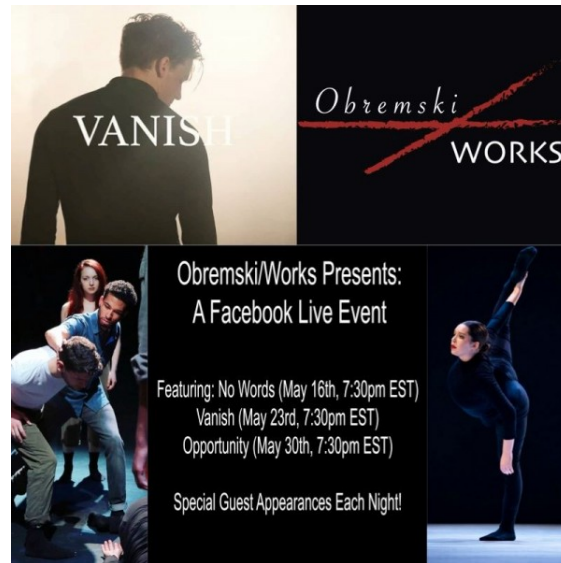 VANISH
Obremski
WORKS
Obremski/Works Presents:
A Facebook Live Event
Featuring: No Words (May 16th, 7:30pm EST)
Vanish (May 23rd, 7:30pm EST)
Opportunity (May 30th, 7:30pm EST)
Special Guest Appearances Each Night!